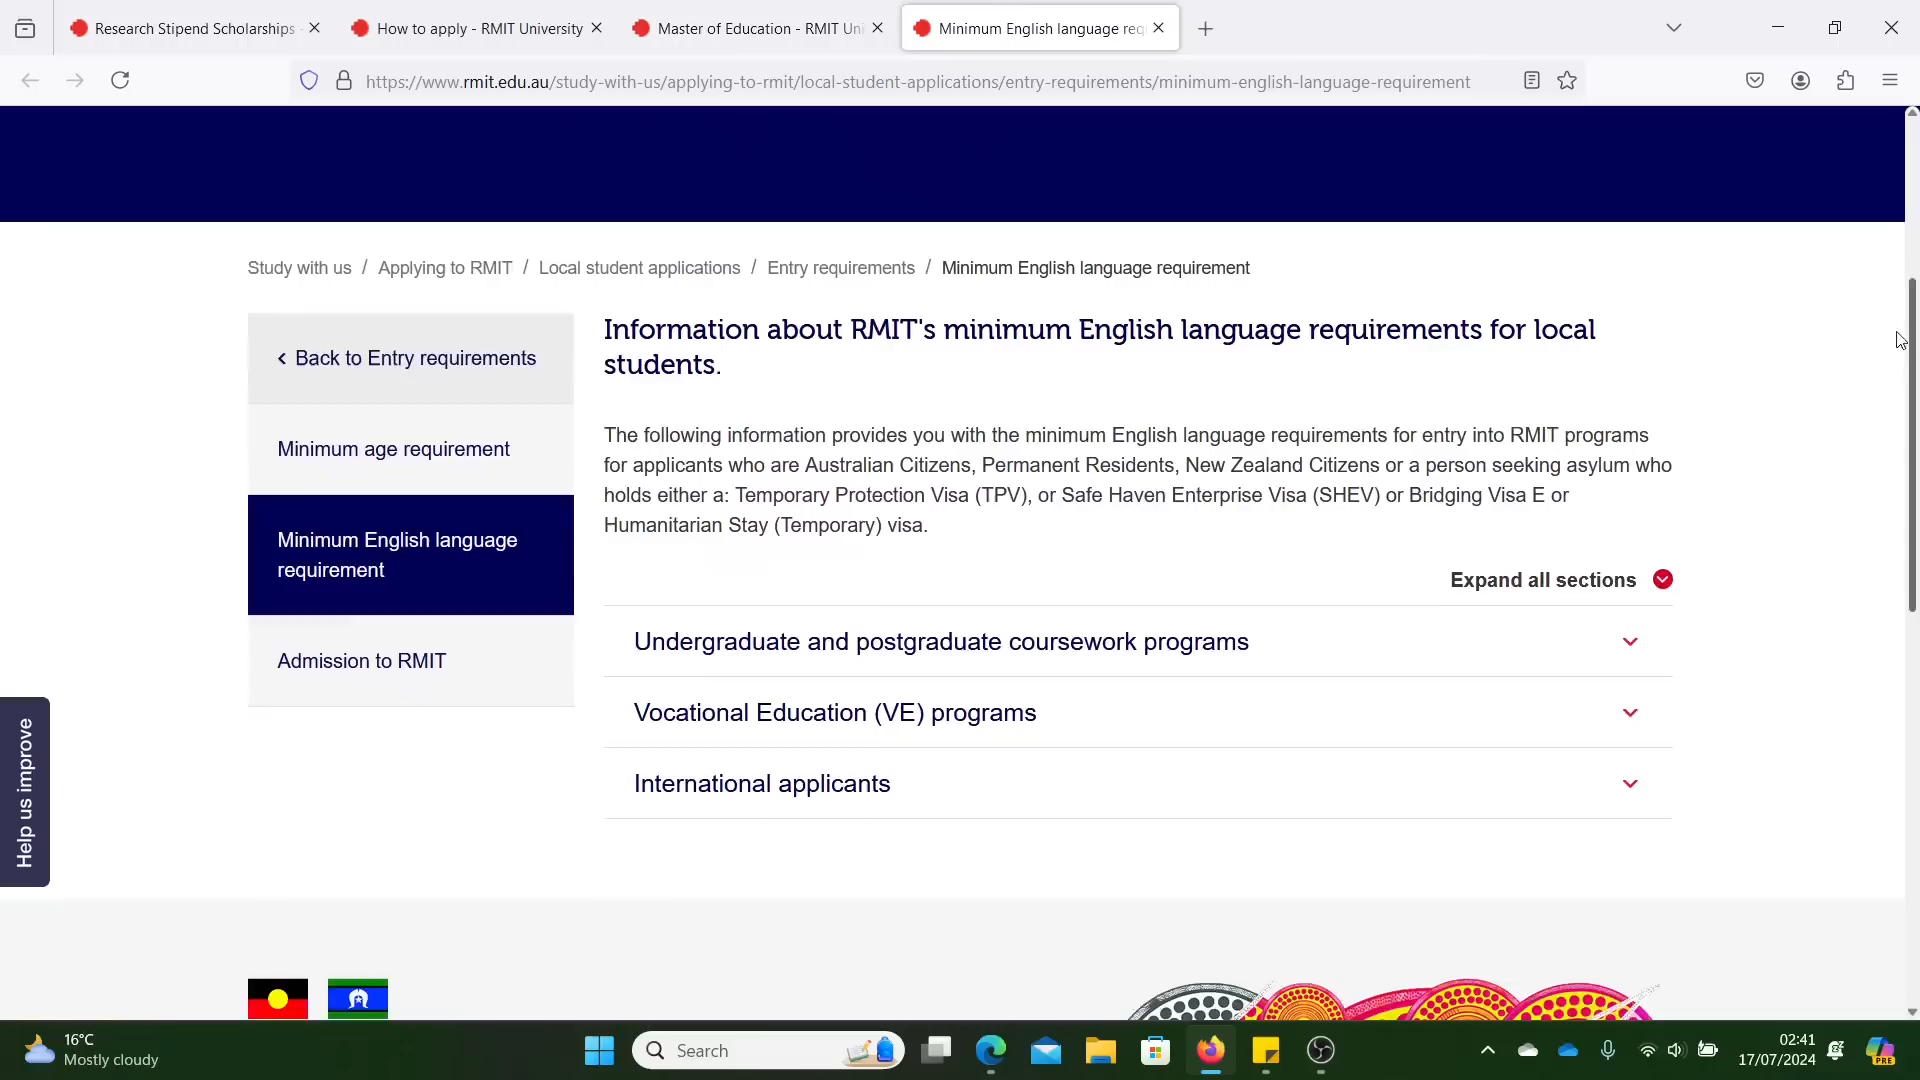 Research Stipend Scholarships
How to apply - RMIT University
Master of Education - RMIT Uni
Minimum English language req
https://www.rmit.edu.au/study-with-us/applying-to-rmit/local-student-applications/entry-requirements/minimum-english-language-requirement
Study with us / Applying to RMIT / Local student applications / Entry requirements / Minimum English language requirement
Back to Entry requirements
Minimum age requirement
Minimum English language
requirement
Admission to RMIT
Information about RMIT's minimum English language requirements for local
students.
The following information provides you with the minimum English language requirements for entry into RMIT programs
for applicants who are Australian Citizens, Permanent Residents, New Zealand Citizens or a person seeking asylum who
holds either a: Temporary Protection Visa (TPV), or Safe Haven Enterprise Visa (SHEV) or Bridging Visa E or
Humanitarian Stay (Temporary) visa.
Expand all sections
Undergraduate and postgraduate coursework programs
Vocational Education (VE) programs
International applicants
Help us improve
16°C
Mostly cloudy
Search
02:41
17/07/2024
PRE